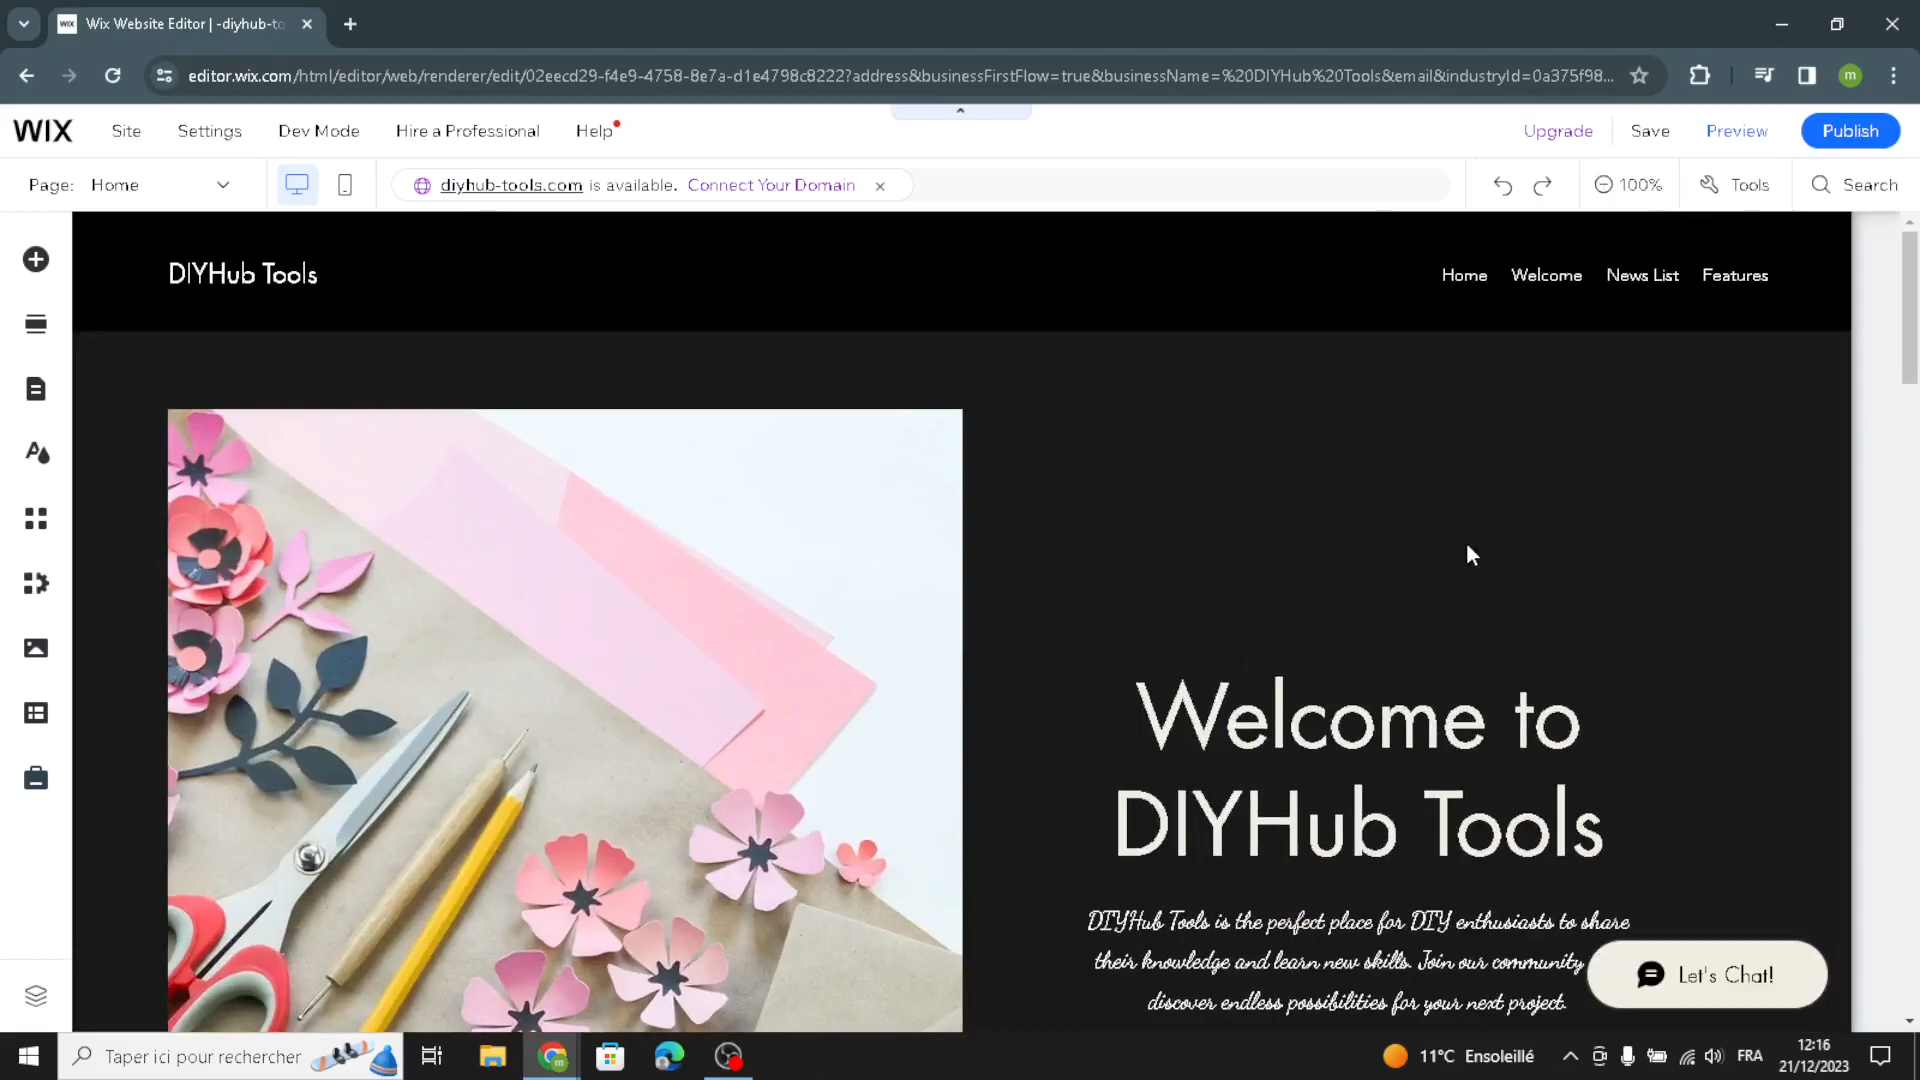 WIX Wix Website Editor | -diyhub-to
editor.wix.com/html/editor/web/renderer/edit/02eecd29-f4e9-4758-8e7a-d1e4798c8222?address&businessFirstFlow=true&businessName=%20DIYHub%20Tools&email&industryId=0a375f98...
m
WIX Site Settings Dev Mode Hire a Professional Help Upgrade Save Preview Publish
Page: Home diyhub-tools.com is available. Connect Your Domain 100% Tools Search
DIYHub Tools Home Welcome News List Features
Welcome to
DIYHub Tools
DIYHub Tools is the perfect place for DIY enthusiasts to share
their knowledge and learn new skills. Join our community
discover endless possibilities for your next project.
Let's Chat!
Taper ici pour rechercher 11°C Ensoleillé FRA 12:16
21/12/2023